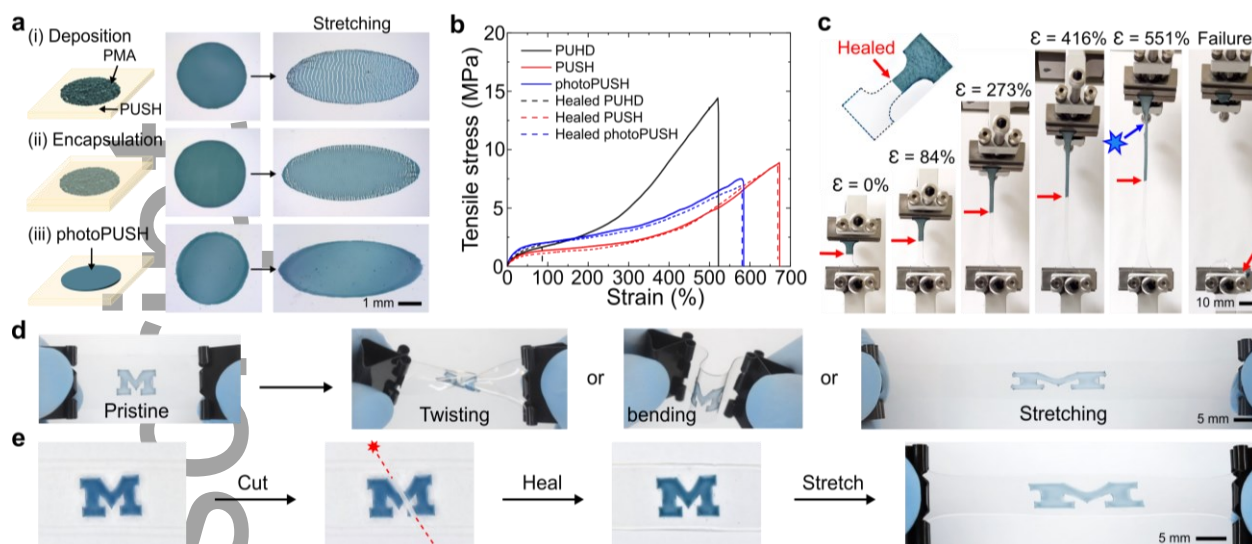 a
(i) Deposition
PMA
PUSH
Stretching
(ii) Encapsulation
(iii) photoPUSH
1 mm
b
20
15
10
5
0
Tensile stress (MPa)
PUHD
PUSH
photoPUSH
Healed PUHD
Healed PUSH
Healed photoPUSH
0 100 200 300 400 500 600 700
Strain (%)
c
Healed
Ɛ = 0%
Ɛ = 84%
Ɛ = 273%
Ɛ = 416%
Ɛ = 551%
Failure
10 mm
d
M
Pristine
Twisting
or
M
bending
or
M
Stretching
5 mm
e
M
Cut
M
Heal
M
Stretch
M
5 mm